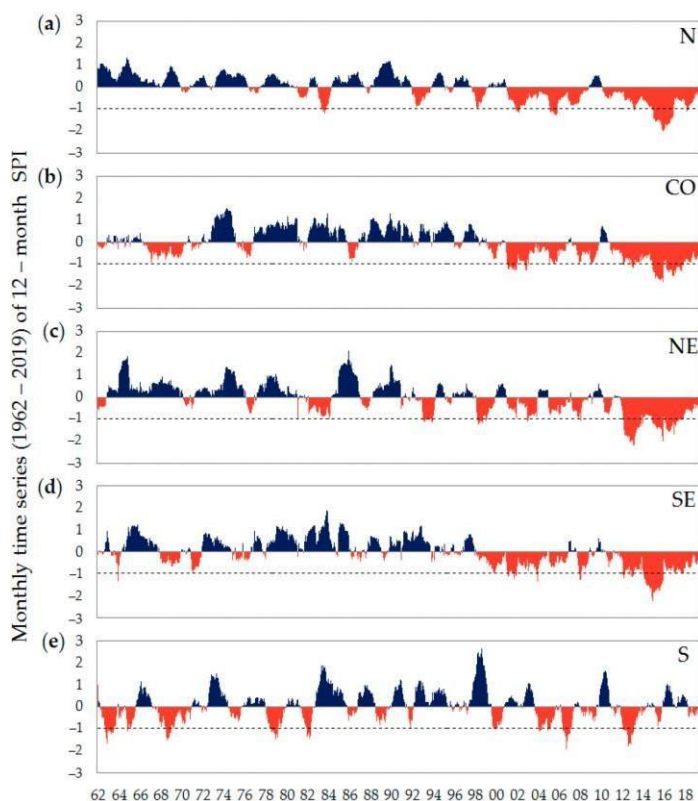 Monthly time series (1962 – 2019) of 12 – month SPI
(a)
N
3
2
1
0
−1
−2
−3
(b)
CO
3
2
1
0
−1
−2
−3
(c)
NE
3
2
1
0
−1
−2
−3
(d)
SE
3
2
1
0
−1
−2
−3
(e)
S
3
2
1
0
−1
−2
−3
62 64 66 68 70 72 74 76 78 80 82 84 86 88 90 92 94 96 98 00 02 04 06 08 10 12 14 16 18